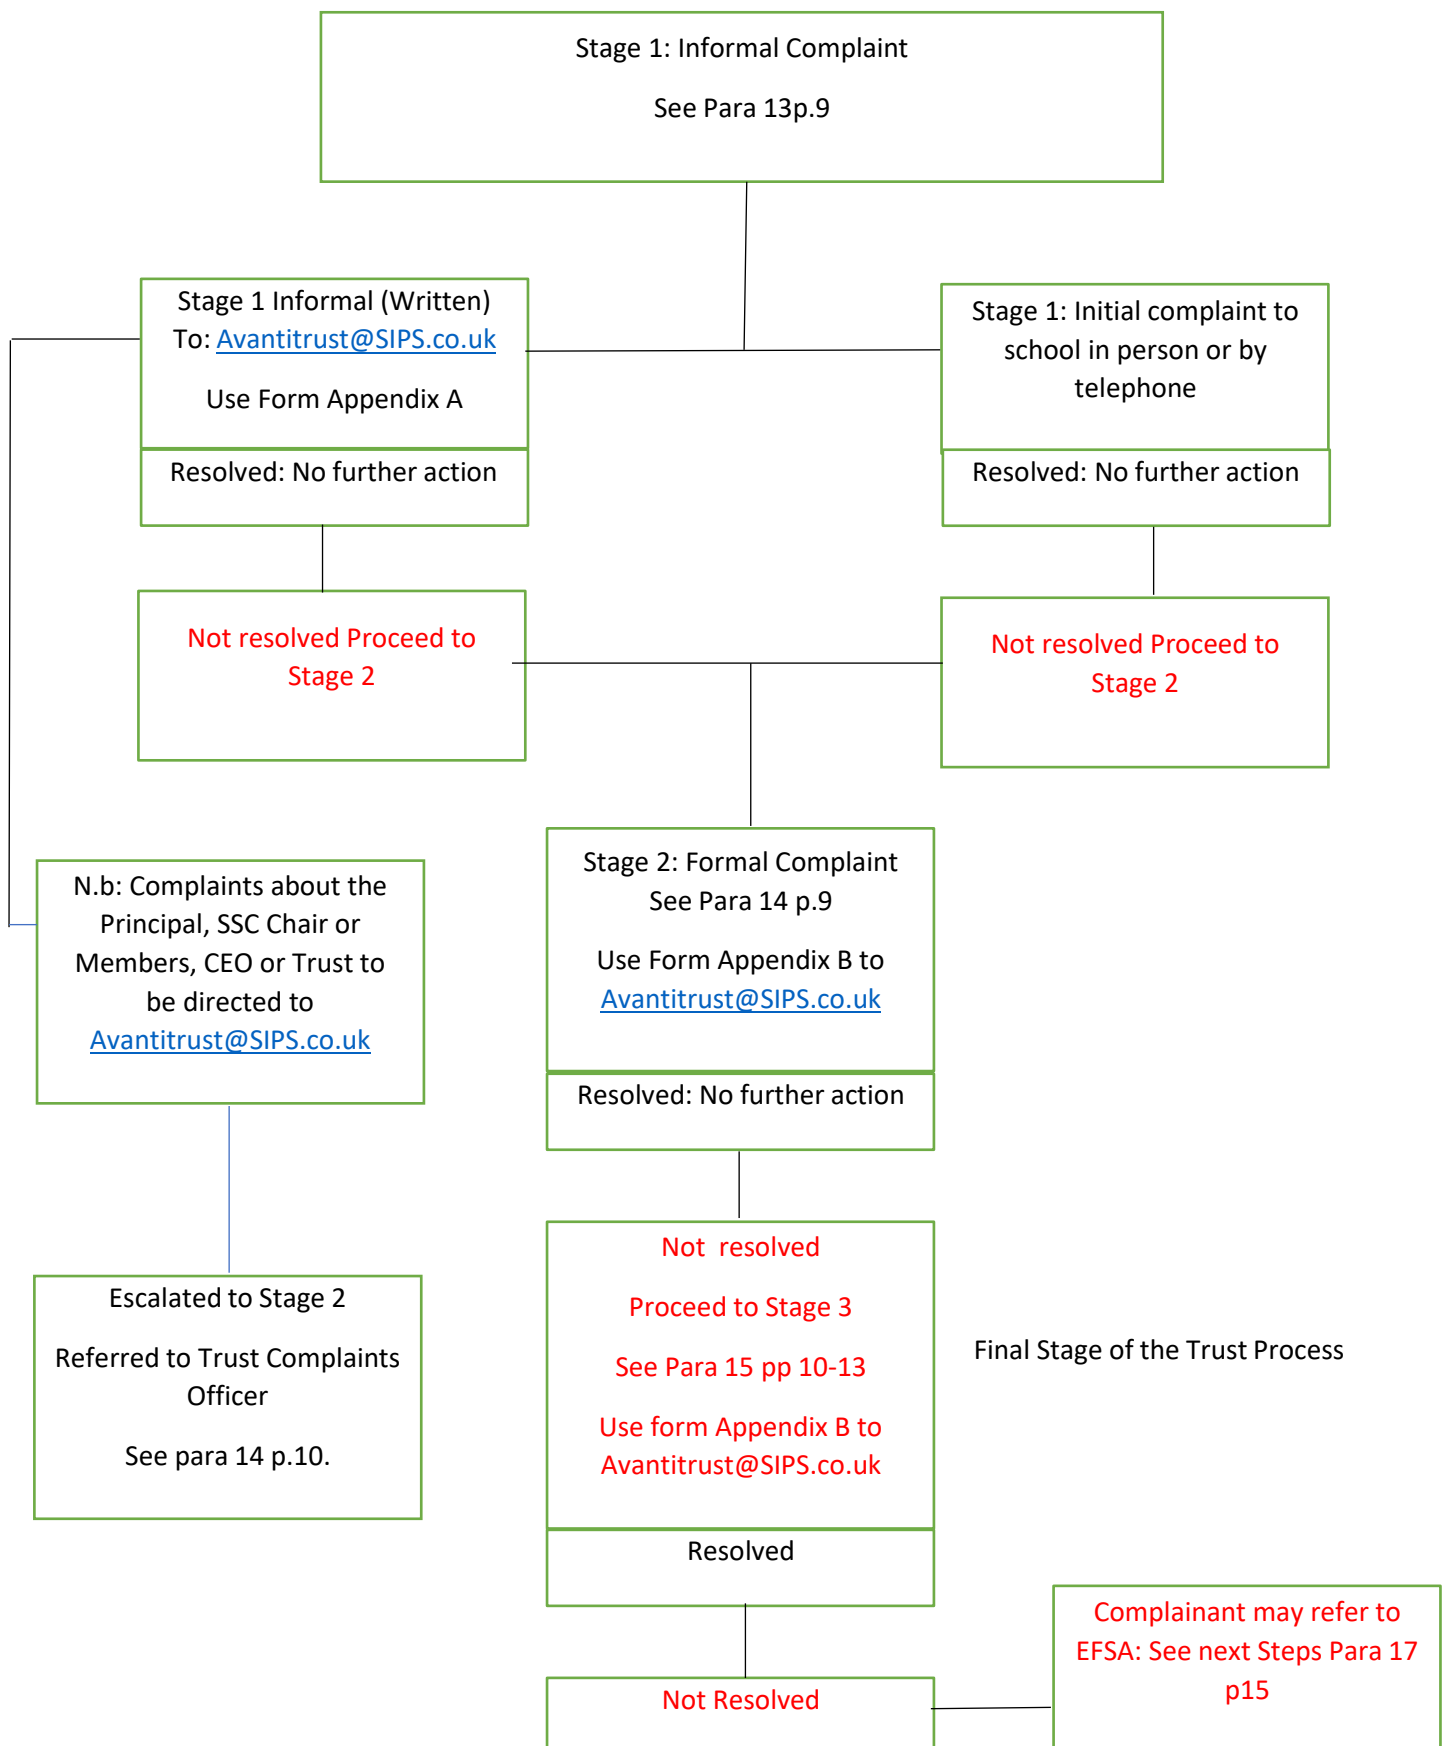 Stage 1: Informal Complaint
See Para 13p.9
Stage 1 Informal (Written)
To: Avantitrust@SIPS.co.uk
Use Form Appendix A
Resolved: No further action
Stage 1: Initial complaint to
school in person or by
telephone
Resolved: No further action
Not resolved Proceed to
Stage 2
Not resolved Proceed to
Stage 2
N.b: Complaints about the
Principal, SSC Chair or
Members, CEO or Trust to
be directed to
Avantitrust@SIPS.co.uk
Stage 2: Formal Complaint
See Para 14 p.9
Use Form Appendix B to
Avantitrust@SIPS.co.uk
Resolved: No further action
Escalated to Stage 2
Referred to Trust Complaints
Officer
See para 14 p.10.
Not  resolved
Proceed to Stage 3
See Para 15 pp 10-13
Use form Appendix B to
Avantitrust@SIPS.co.uk
Final Stage of the Trust Process
Resolved
Not Resolved
Complainant may refer to
EFSA: See next Steps Para 17
p15